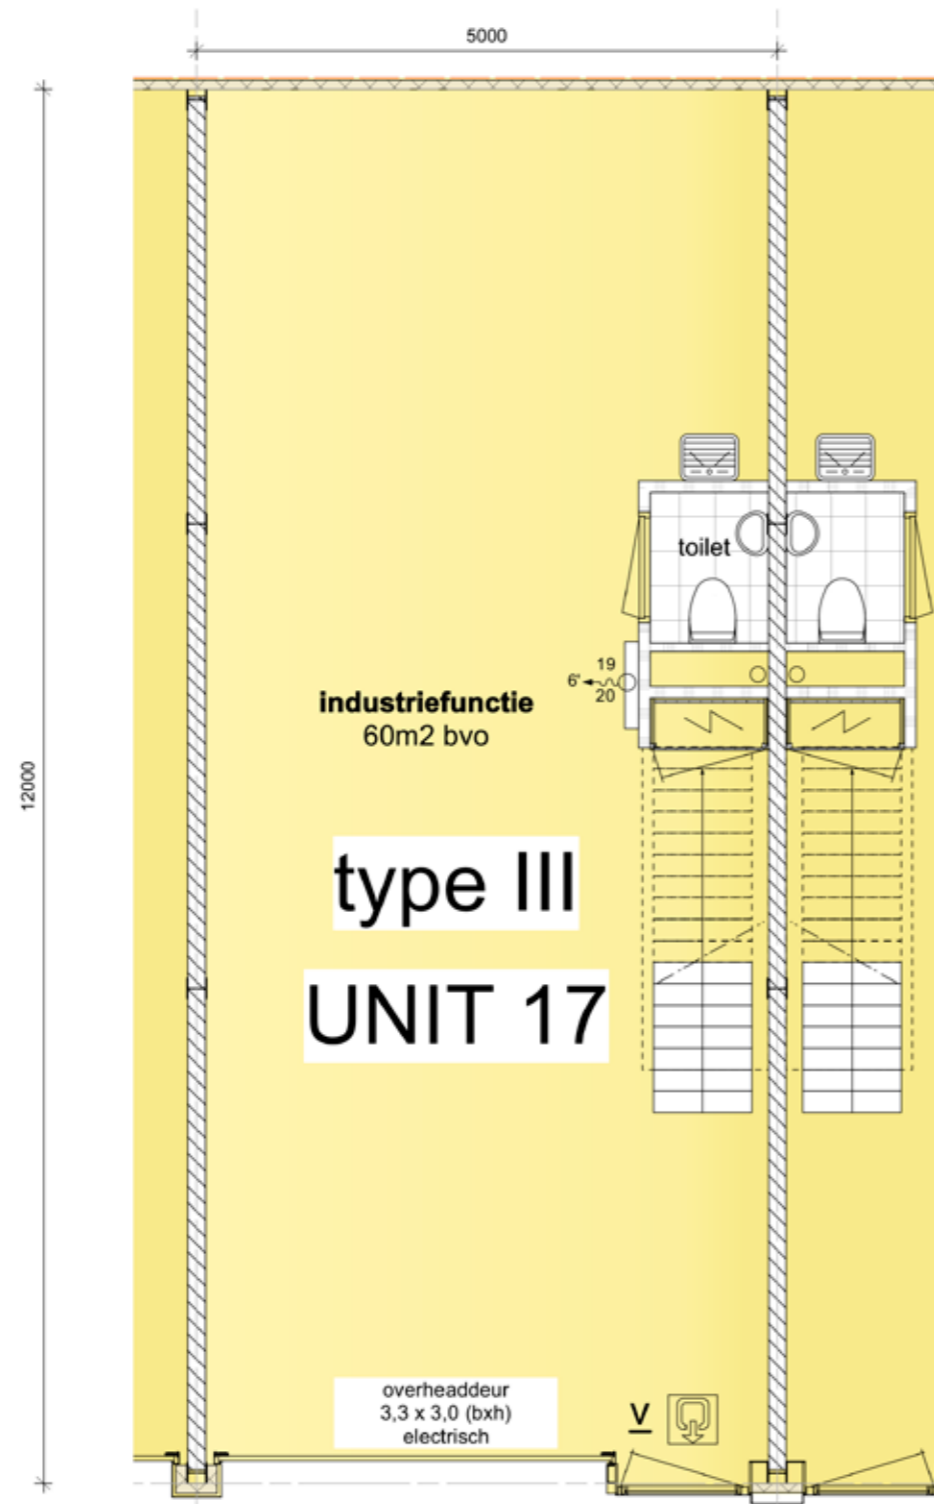 5000
12000
toilet
19
6'
20
industriefunctie
60m2 bvo
type III
UNIT 17
overheaddeur
3,3 x 3,0 (bxh)
electrisch
V